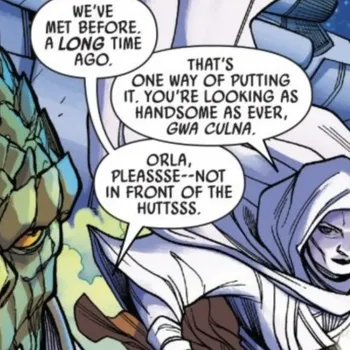 WE'VE
MET BEFORE.
A LONG TIME
AGO.
THAT'S
ONE WAY OF PUTTING
IT. YOU'RE LOOKING AS
HANDSOME AS EVER,
GWA CULNA.
ORLA,
PLEASSSE--NOT
IN FRONT OF THE
HUTTSSS.